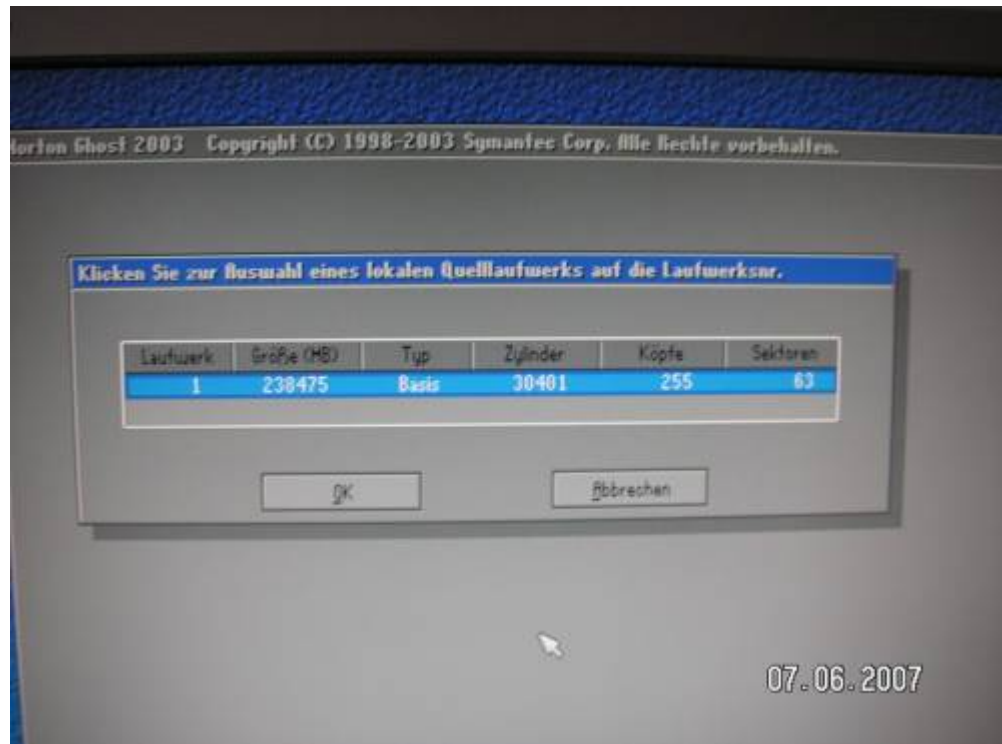 Norton Ghost 2003 Copyright (C) 1998-2003 Symantec Corp. Alle Rechte vorbehalten.
Klicken Sie zur Auswahl eines lokalen Quelllaufwerks auf die Laufwerksnr.
Laufwerk Größe (MB) Typ Zylinder Köpfe Sektoren
1 238475 Basis 30401 255 63
OK Abbrechen
07.06.2007